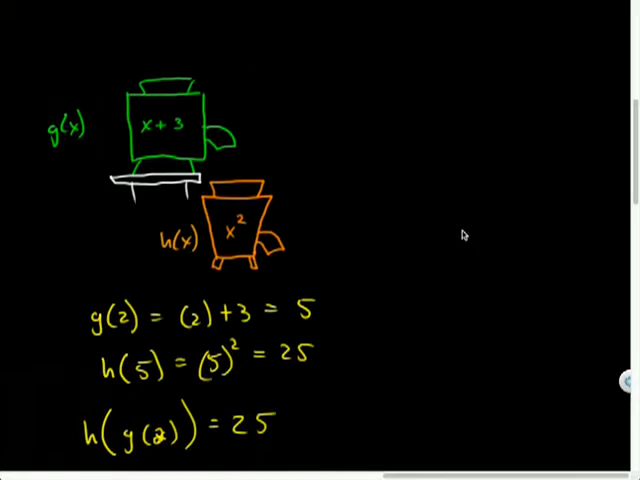 g(x)
x + 3
h(x)
x²
g(2) = (2) + 3 = 5
h(5) = (5)² = 25
h(g(2)) = 25